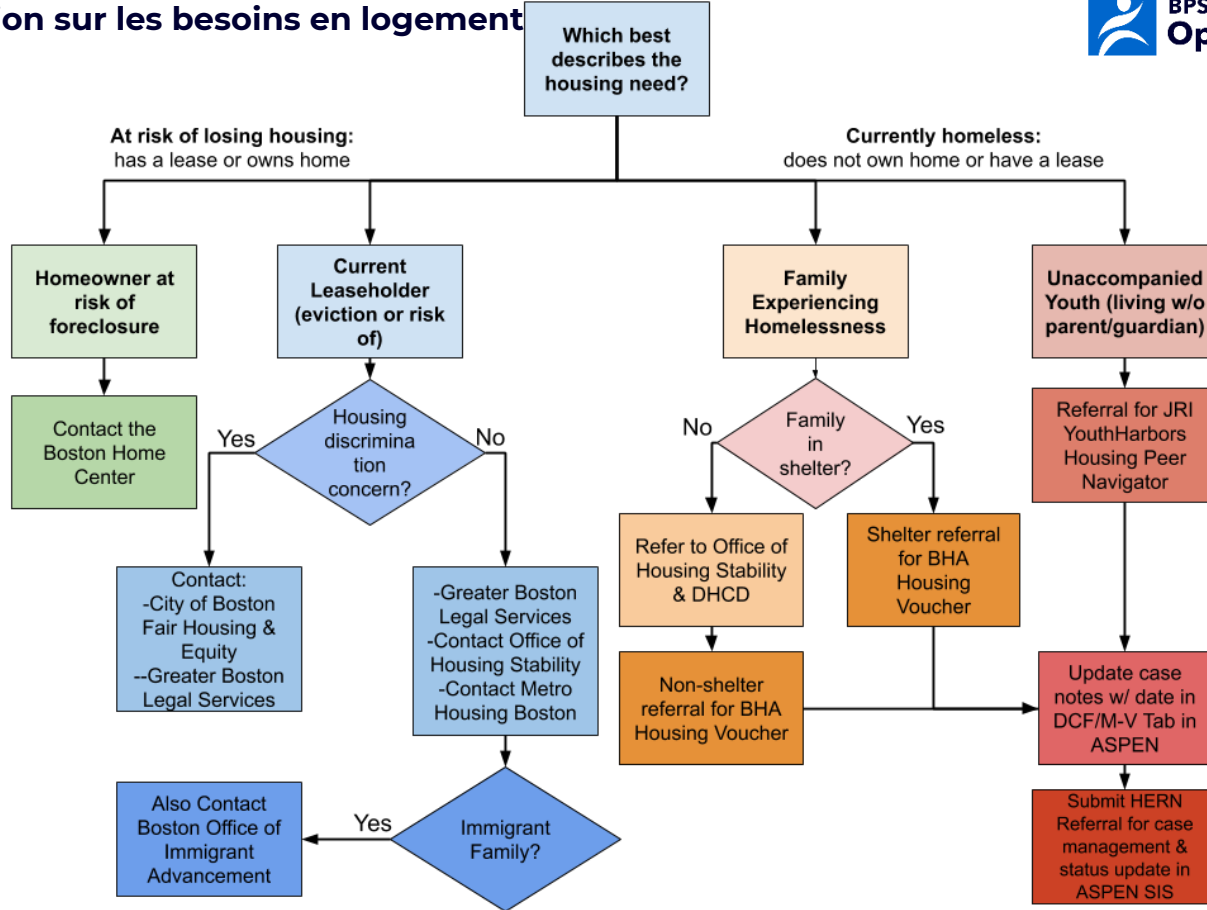 on sur les besoins en logement
BPS
Op
Which best
describes the
housing need?
At risk of losing housing:
has a lease or owns home
Currently homeless:
does not own home or have a lease
Homeowner at
risk of
foreclosure
Current
Leaseholder
(eviction or risk
of)
Family
Experiencing
Homelessness
Unaccompanied
Youth (living w/o
parent/guardian)
Contact the
Boston Home
Center
Housing
discrimina
tion
concern?
Yes
No
Family
in
shelter?
No
Yes
Referral for JRI
YouthHarbors
Housing Peer
Navigator
Contact:
-City of Boston
Fair Housing &
Equity
--Greater Boston
Legal Services
-Greater Boston
Legal Services
-Contact Office of
Housing Stability
-Contact Metro
Housing Boston
Refer to Office of
Housing Stability
& DHCD
Shelter referral
for BHA
Housing
Voucher
Non-shelter
referral for BHA
Housing Voucher
Update case
notes w/ date in
DCF/M-V Tab in
ASPEN
Also Contact
Boston Office of
Immigrant
Advancement
Yes
Immigrant
Family?
Submit HERN
Referral for case
management &
status update in
ASPEN SIS